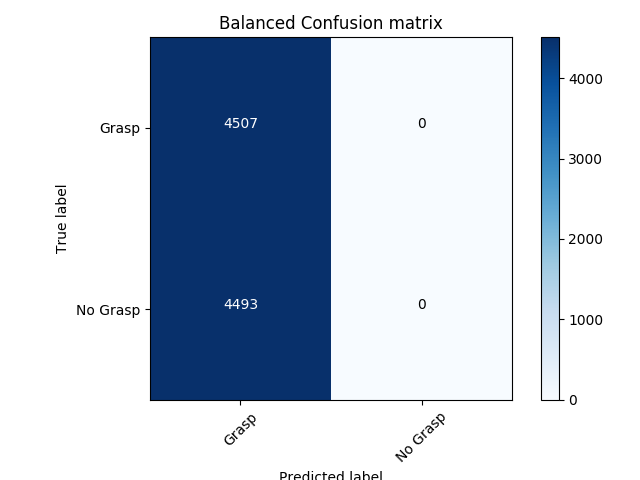 Balanced Confusion matrix
Grasp
4507
0
No Grasp
4493
0
True label
Grasp
No Grasp
Predicted label
4000
3000
2000
1000
0